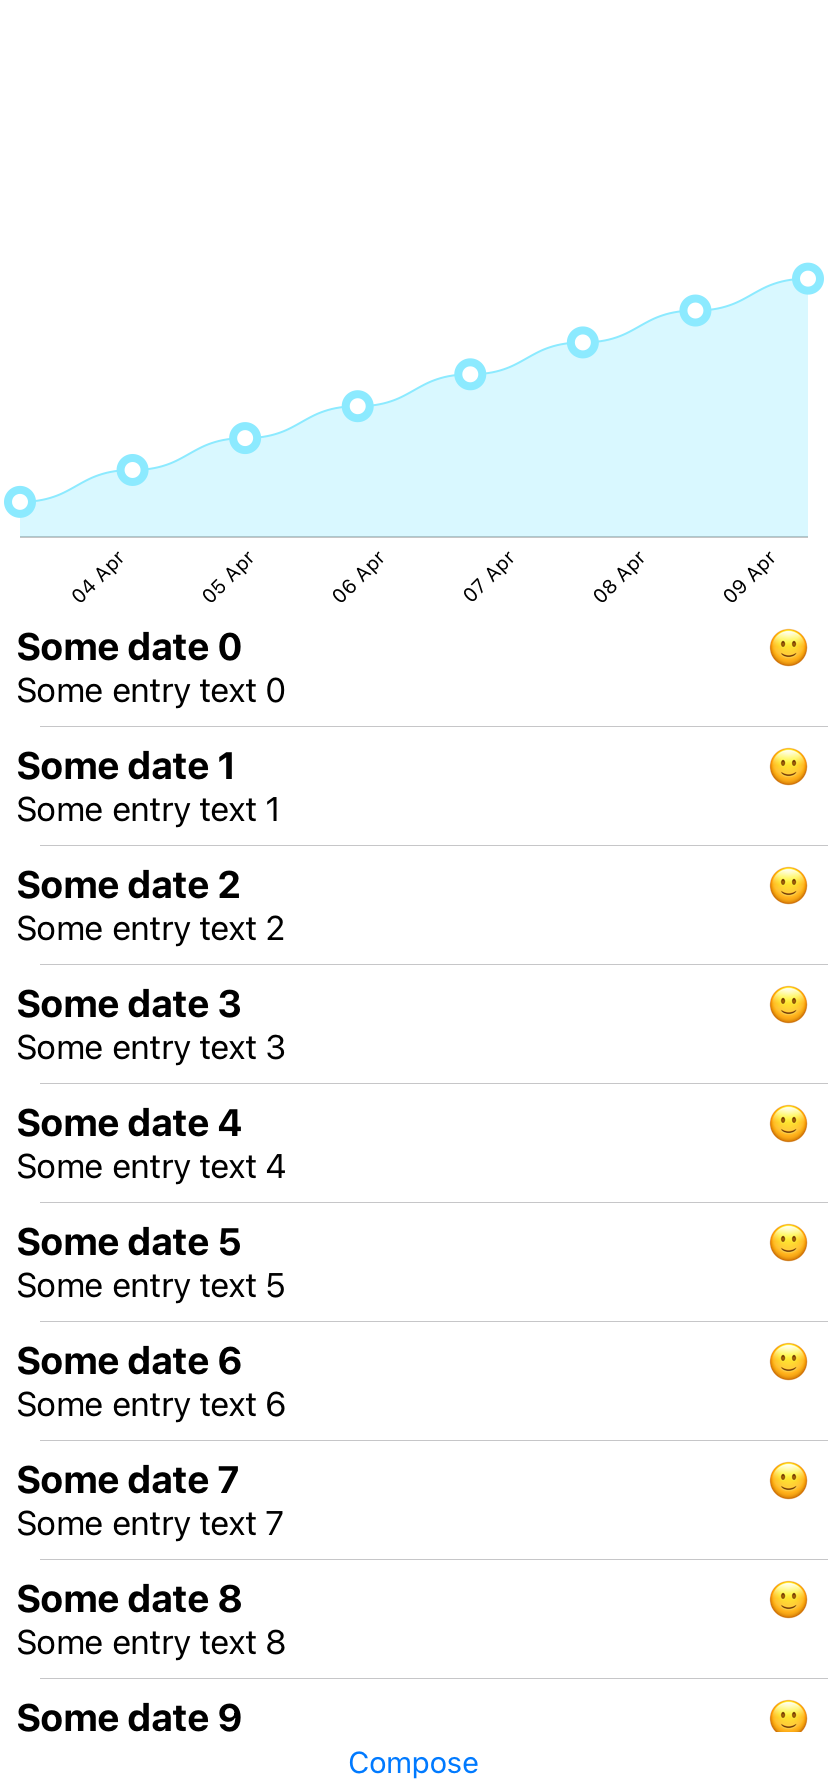 04 Apr
05 Apr
06 Apr
07 Apr
08 Apr
09 Apr
Some date 0
Some entry text 0
Some date 1
Some entry text 1
Some date 2
Some entry text 2
Some date 3
Some entry text 3
Some date 4
Some entry text 4
Some date 5
Some entry text 5
Some date 6
Some entry text 6
Some date 7
Some entry text 7
Some date 8
Some entry text 8
Some date 9
Compose